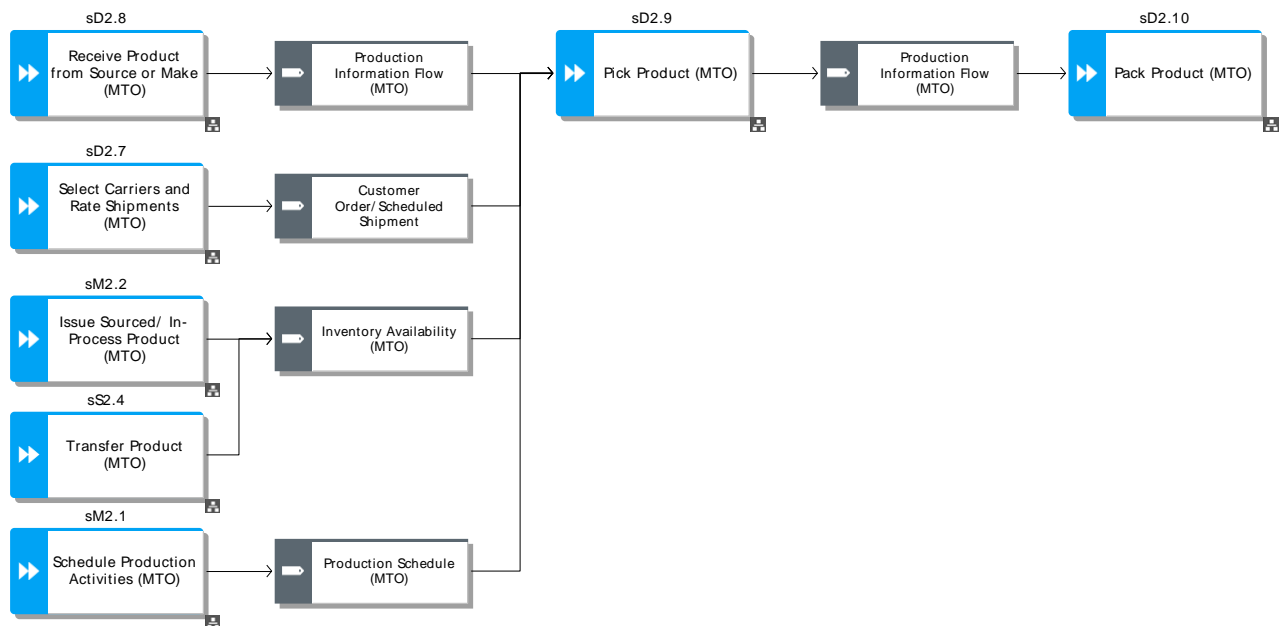 sD2.8
Receive Product
from Source or Make
(MTO)
Production
Information Flow
(MTO)
sD2.9
Pick Product (MTO)
Production
Information Flow
(MTO)
sD2.10
Pack Product (MTO)
sD2.7
Select Carriers and
Rate Shipments
(MTO)
Customer
Order/Scheduled
Shipment
sM2.2
Issue Sourced/ In-
Process Product
(MTO)
Inventory Availability
(MTO)
sS2.4
Transfer Product
(MTO)
sM2.1
Schedule Production
Activities (MTO)
Production Schedule
(MTO)